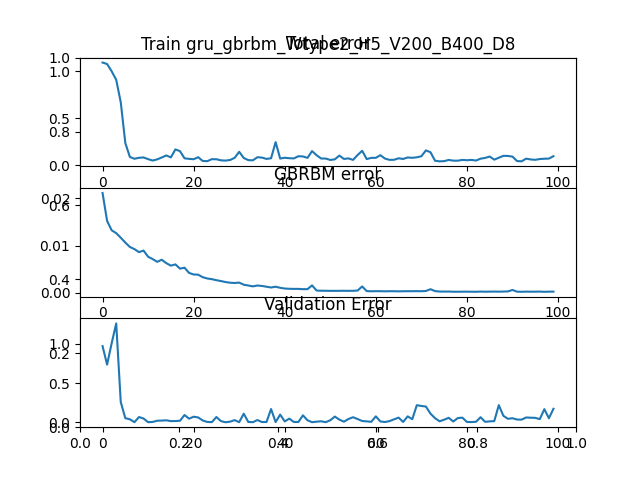 Train gru_gbrbm_Wtype2_H5_V200_B400_D8
Total error
1.0
1.0
0.5
0.8
0.0
0 20 40 60 80 100
GBRBM error
0.02
0.6
0.01
0.4
0.00
0 20 40 60 80 100
Validation Error
1.0
0.2
0.5
0.0
0.0
0.0 0 0.2 20 0.4 40 0.6 60 80 0.8 100 1.0